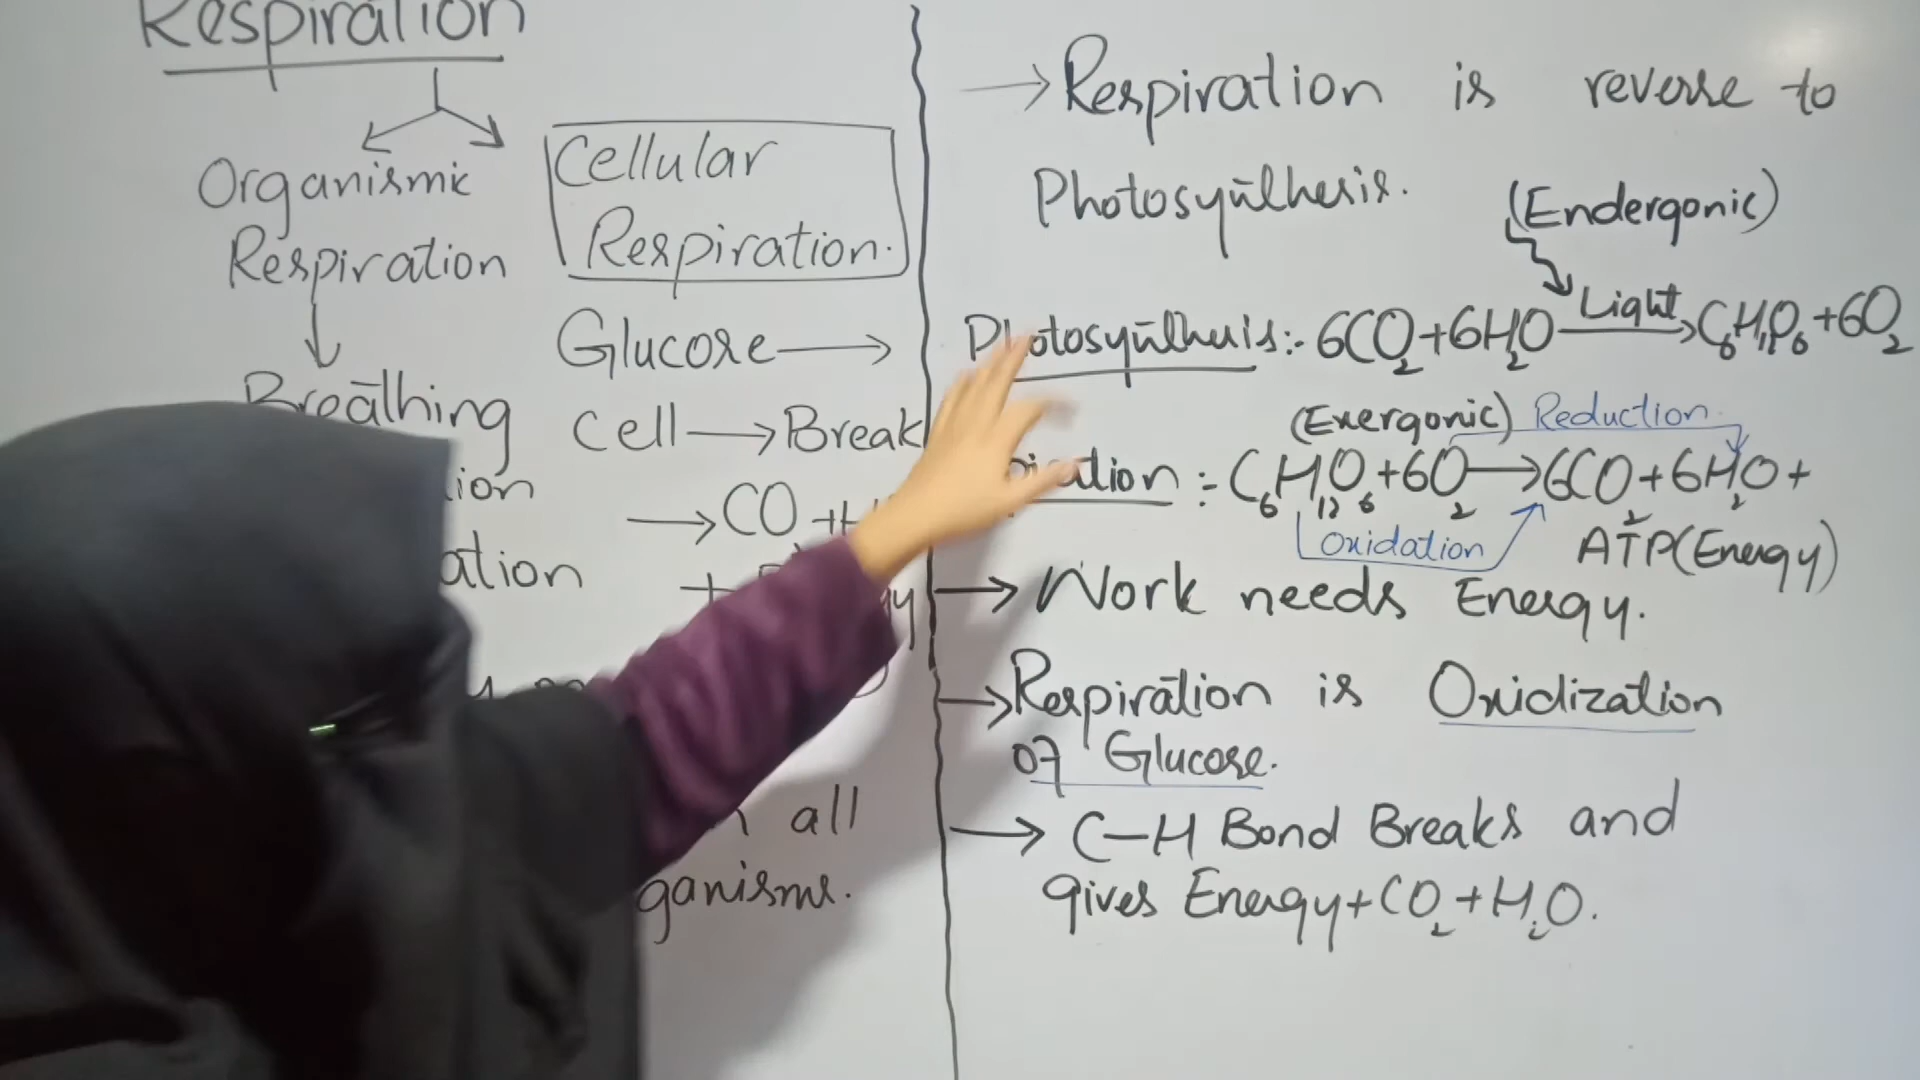 Respiration
Organismic
Respiration
Breathing
Cellular
Respiration.
Glucose →
Cell → Break
→ CO
+
all
→ Respiration is reverse to
Photosynthesis.
(Endergonic)
Photosynthesis:- 6CO₂+6H₂O —Light→ C₆H₁₂O₆+6O₂
(Exergonic) Reduction
: C₆H₁₂O₆+6O₂ → 6CO₂+6H₂O+
Oxidation ATP(Energy)
→ Work needs Energy.
→ Respiration is Oxidization
of Glucose.
→ C-H Bond Breaks and
gives Energy+CO₂+H₂O.